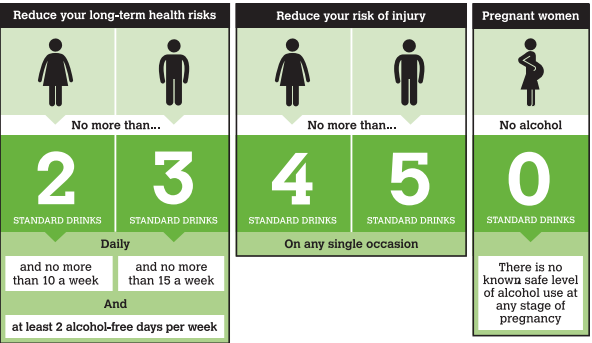 Reduce your long-term health risks
No more than...
2
STANDARD DRINKS
3
STANDARD DRINKS
Daily
and no more
than 10 a week
and no more
than 15 a week
And
at least 2 alcohol-free days per week
Reduce your risk of injury
No more than...
4
STANDARD DRINKS
5
STANDARD DRINKS
On any single occasion
Pregnant women
No alcohol
0
STANDARD DRINKS
There is no
known safe level
of alcohol use at
any stage of
pregnancy